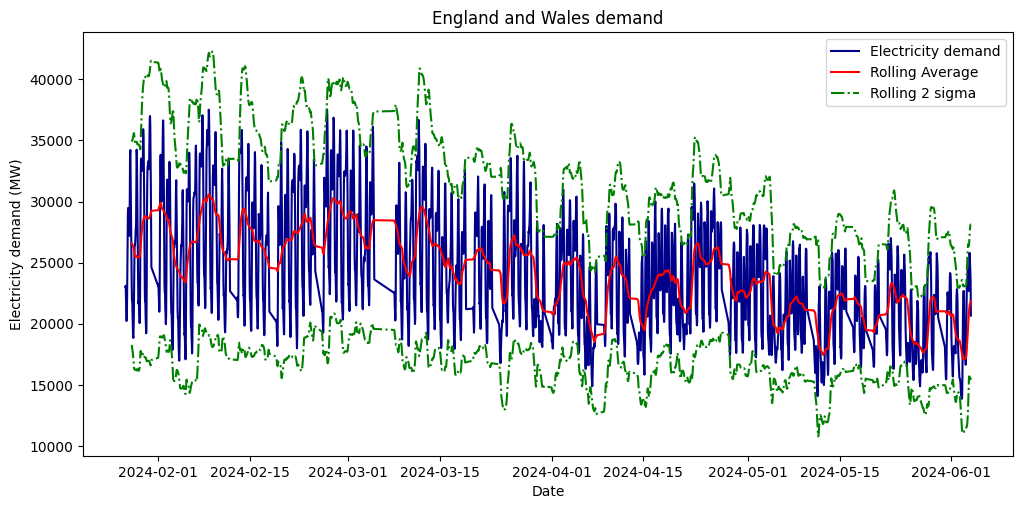 England and Wales demand
Electricity demand
Rolling Average
Rolling 2 sigma
Electricity demand (MW)
40000
35000
30000
25000
20000
15000
10000
2024-02-01 2024-02-15 2024-03-01 2024-03-15 2024-04-01 2024-04-15 2024-05-01 2024-05-15 2024-06-01
Date